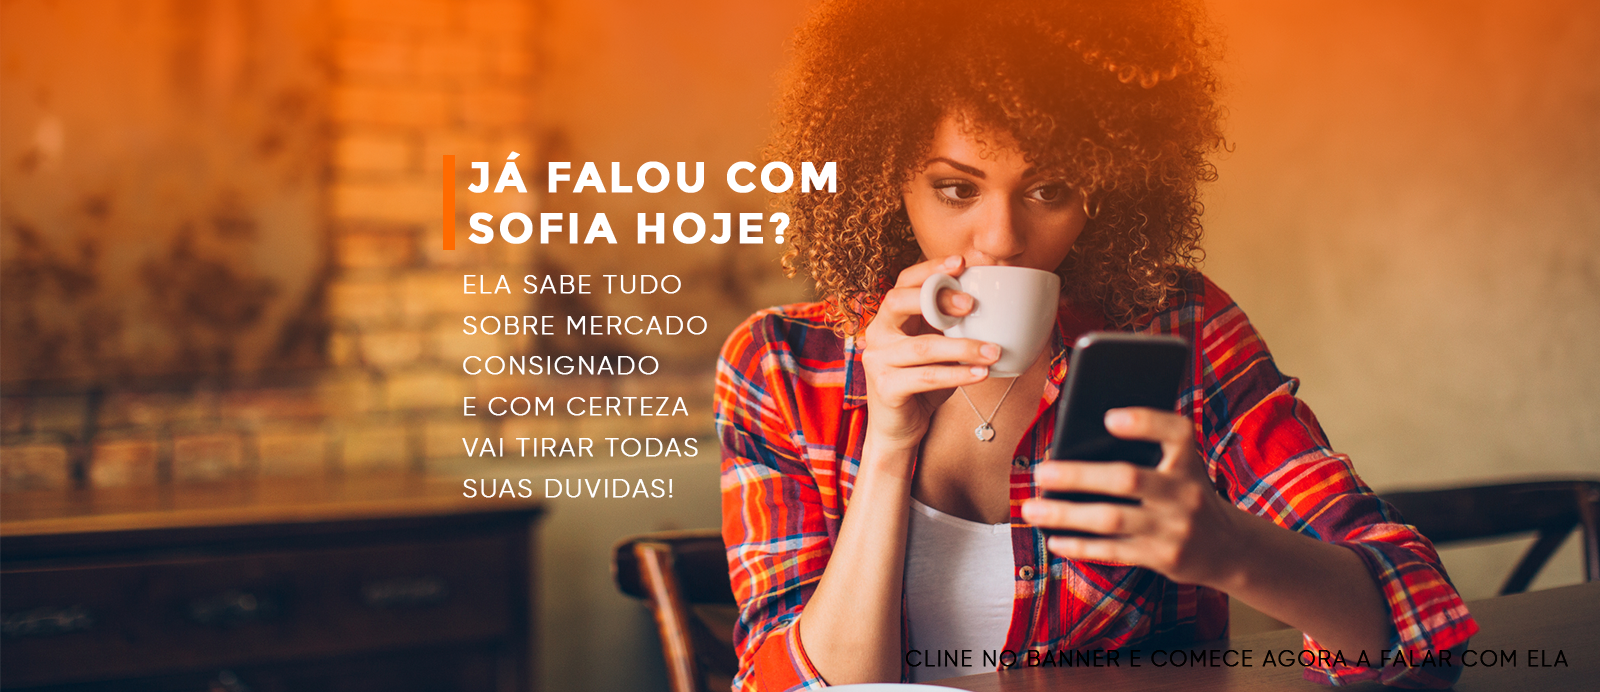 JÁ FALOU COM
SOFIA HOJE?
ELA SABE TUDO
SOBRE MERCADO
CONSIGNADO
E COM CERTEZA
VAI TIRAR TODAS
SUAS DUVIDAS!
CLINE NO BANNER E COMECE AGORA A FALAR COM ELA